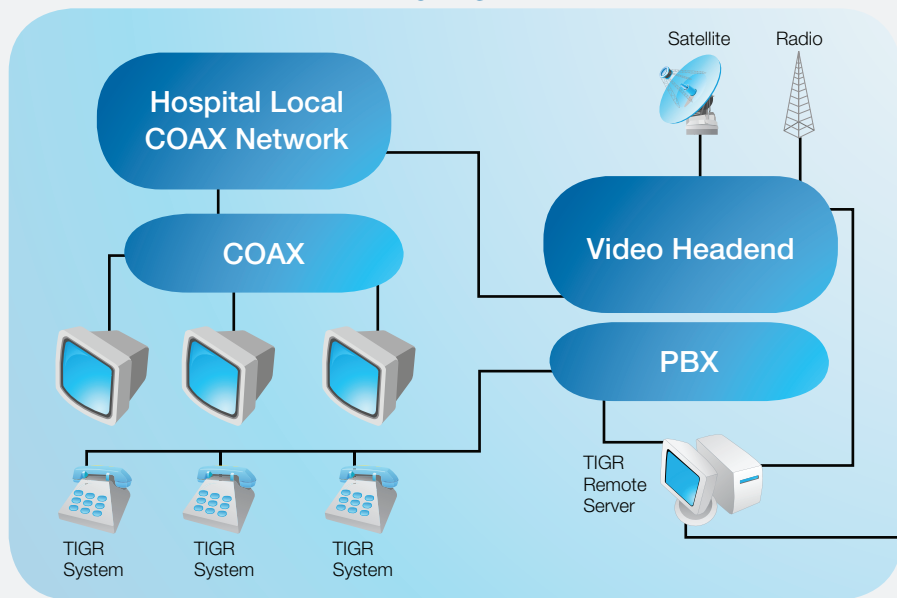 Satellite
Radio
Hospital Local
COAX Network
COAX
Video Headend
PBX
TIGR
Remote
Server
TIGR
System
TIGR
System
TIGR
System